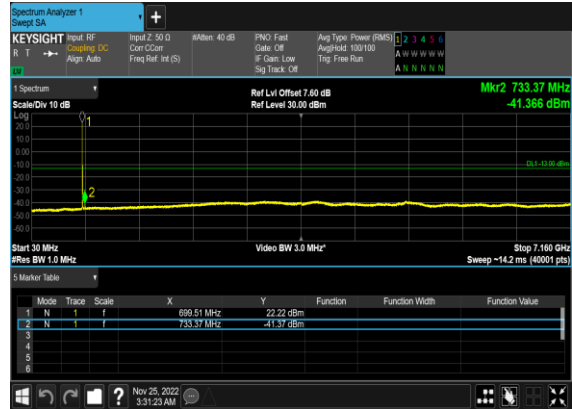 Spectrum Analyzer 1
Swept SA
KEYSIGHT Input: RF Input Z: 50 Ω #Atten: 40 dB PNO: Fast Avg Type: Power (RMS) 1 2 3 4 5 6
R T Coupling: DC Corr CCorr Gate: Off Avg|Hold: 100/100 A W W W W W
Align: Auto Freq Ref: Int (S) IF Gain: Low Trig: Free Run
Sig Track: Off A N N N N N
1 Spectrum
Ref Lvl Offset 7.60 dB Mkr2 733.37 MHz
Scale/Div 10 dB Ref Level 30.00 dBm -41.366 dBm
Log
20.0
10.0
0.00
-10.0
-20.0
-30.0
-40.0
-50.0
-60.0
1
2
DL1 -13.00 dBm
Start 30 MHz Video BW 3.0 MHz* Stop 7.160 GHz
#Res BW 1.0 MHz Sweep ~14.2 ms (40001 pts)
5 Marker Table
Mode Trace Scale X Y Function Function Width Function Value
1 N 1 f 699.51 MHz 22.22 dBm
2 N 1 f 733.37 MHz -41.37 dBm
3
4
5
6
? Nov 25, 2022
3:31:23 AM